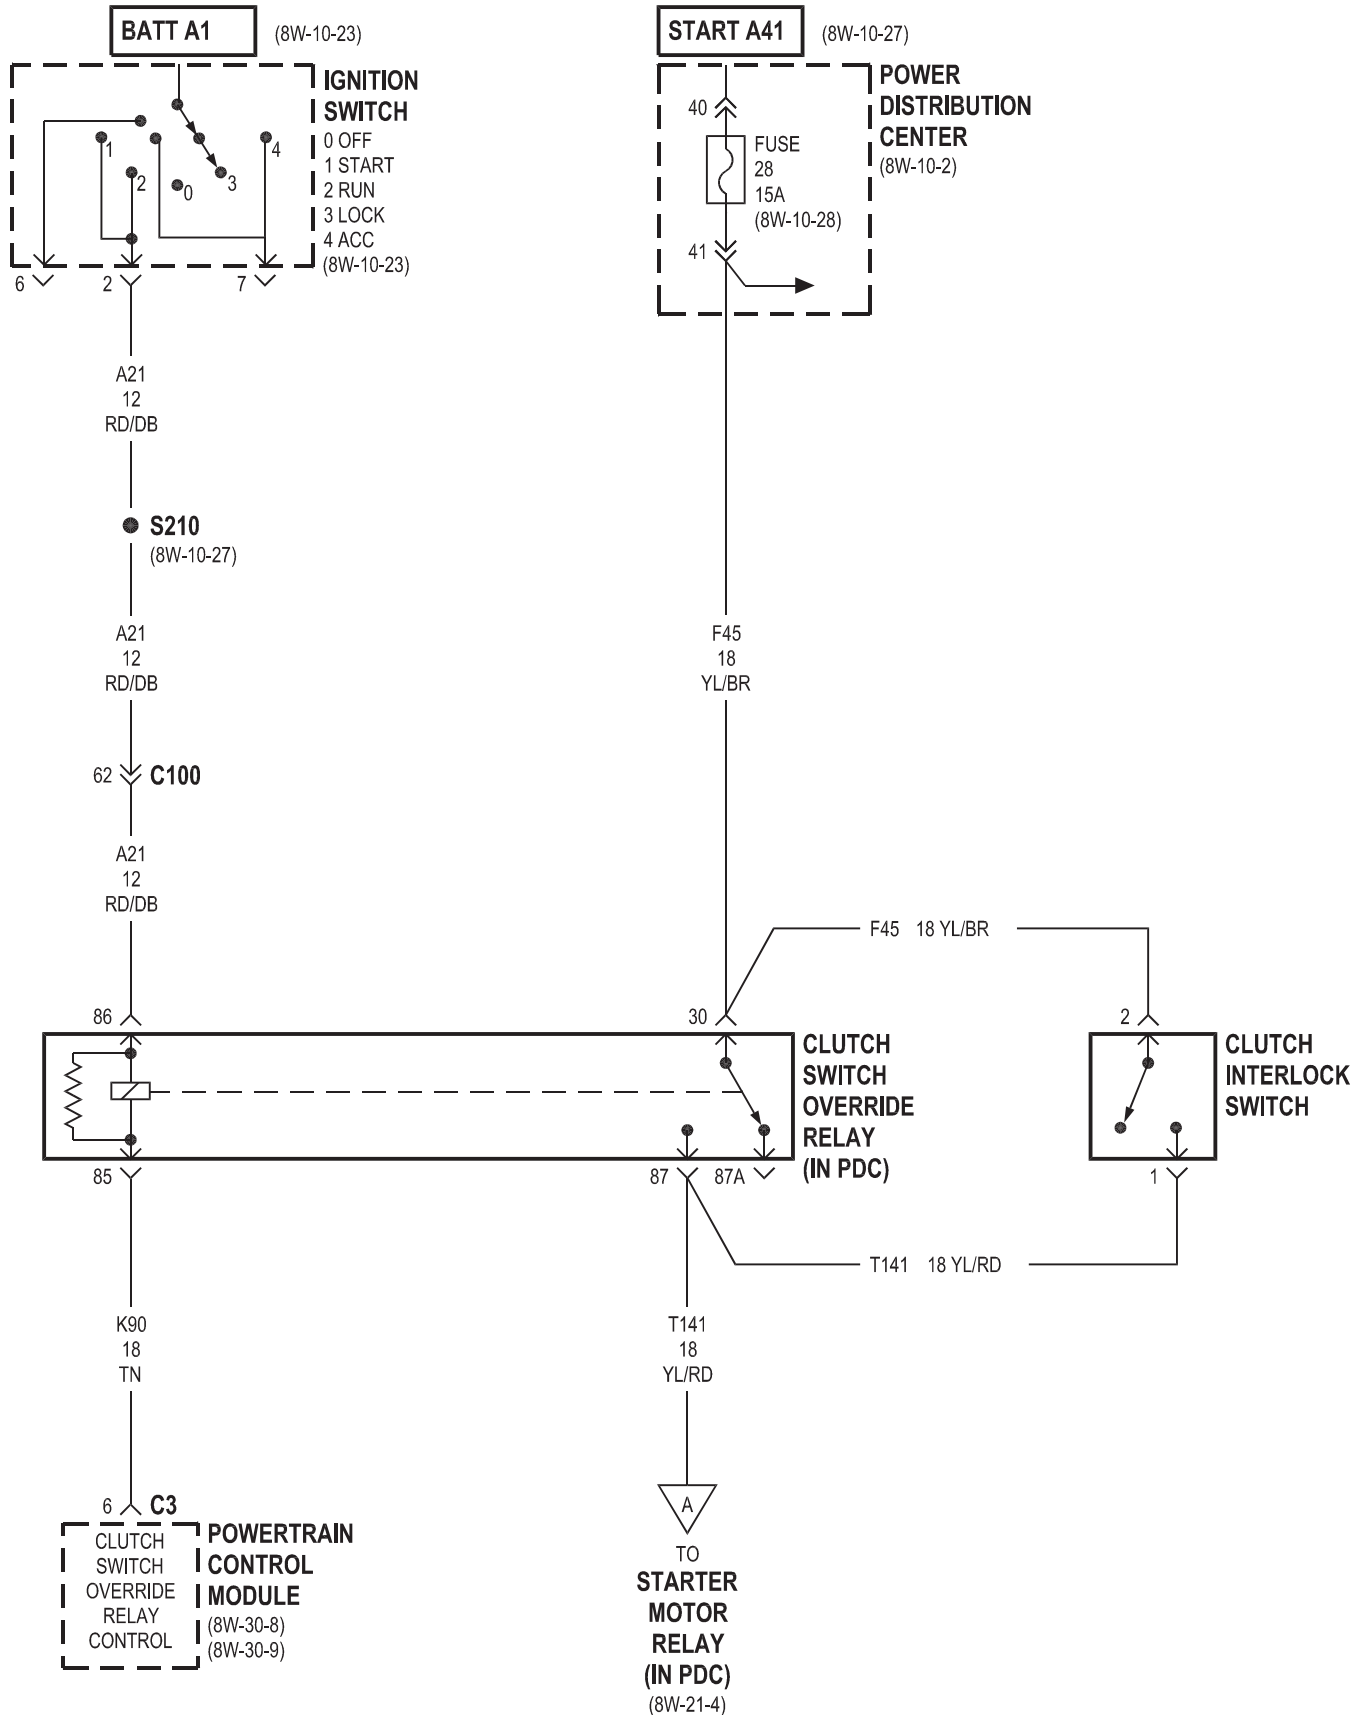 BATT A1 (8W-10-23)
IGNITION
SWITCH
0 OFF
1 START
2 RUN
3 LOCK
4 ACC
(8W-10-23)
1
2
0
3
4
6
2
7
START A41 (8W-10-27)
POWER
DISTRIBUTION
CENTER
(8W-10-2)
40
FUSE
28
15A
(8W-10-28)
41
A21
12
RD/DB
S210
(8W-10-27)
A21
12
RD/DB
62 C100
A21
12
RD/DB
F45
18
YL/BR
F45 18 YL/BR
86
30
2
CLUTCH
SWITCH
OVERRIDE
RELAY
(IN PDC)
CLUTCH
INTERLOCK
SWITCH
85
87
87A
1
T141 18 YL/RD
K90
18
TN
T141
18
YL/RD
6 C3
CLUTCH
SWITCH
OVERRIDE
RELAY
CONTROL
POWERTRAIN
CONTROL
MODULE
(8W-30-8)
(8W-30-9)
A
TO
STARTER
MOTOR
RELAY
(IN PDC)
(8W-21-4)